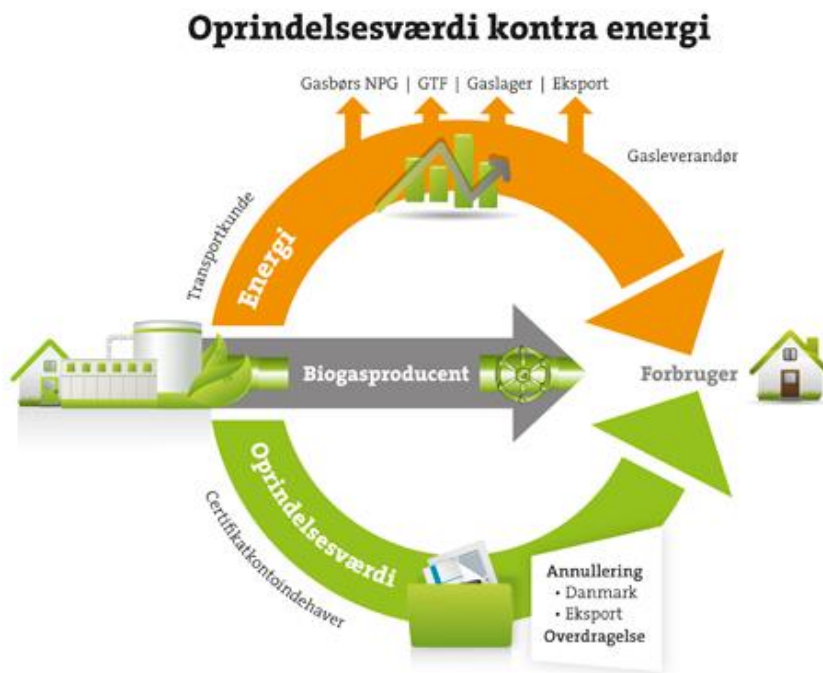 Oprindelsesværdi kontra energi
Gasbørs NPG | GTF | Gaslager | Eksport
Gasleverandør
Transportkunde
Energi
Biogasproducent
Forbruger
Oprindelsesværdi
Certifikatkontoindehaver
Annullering
• Danmark
• Eksport
Overdragelse